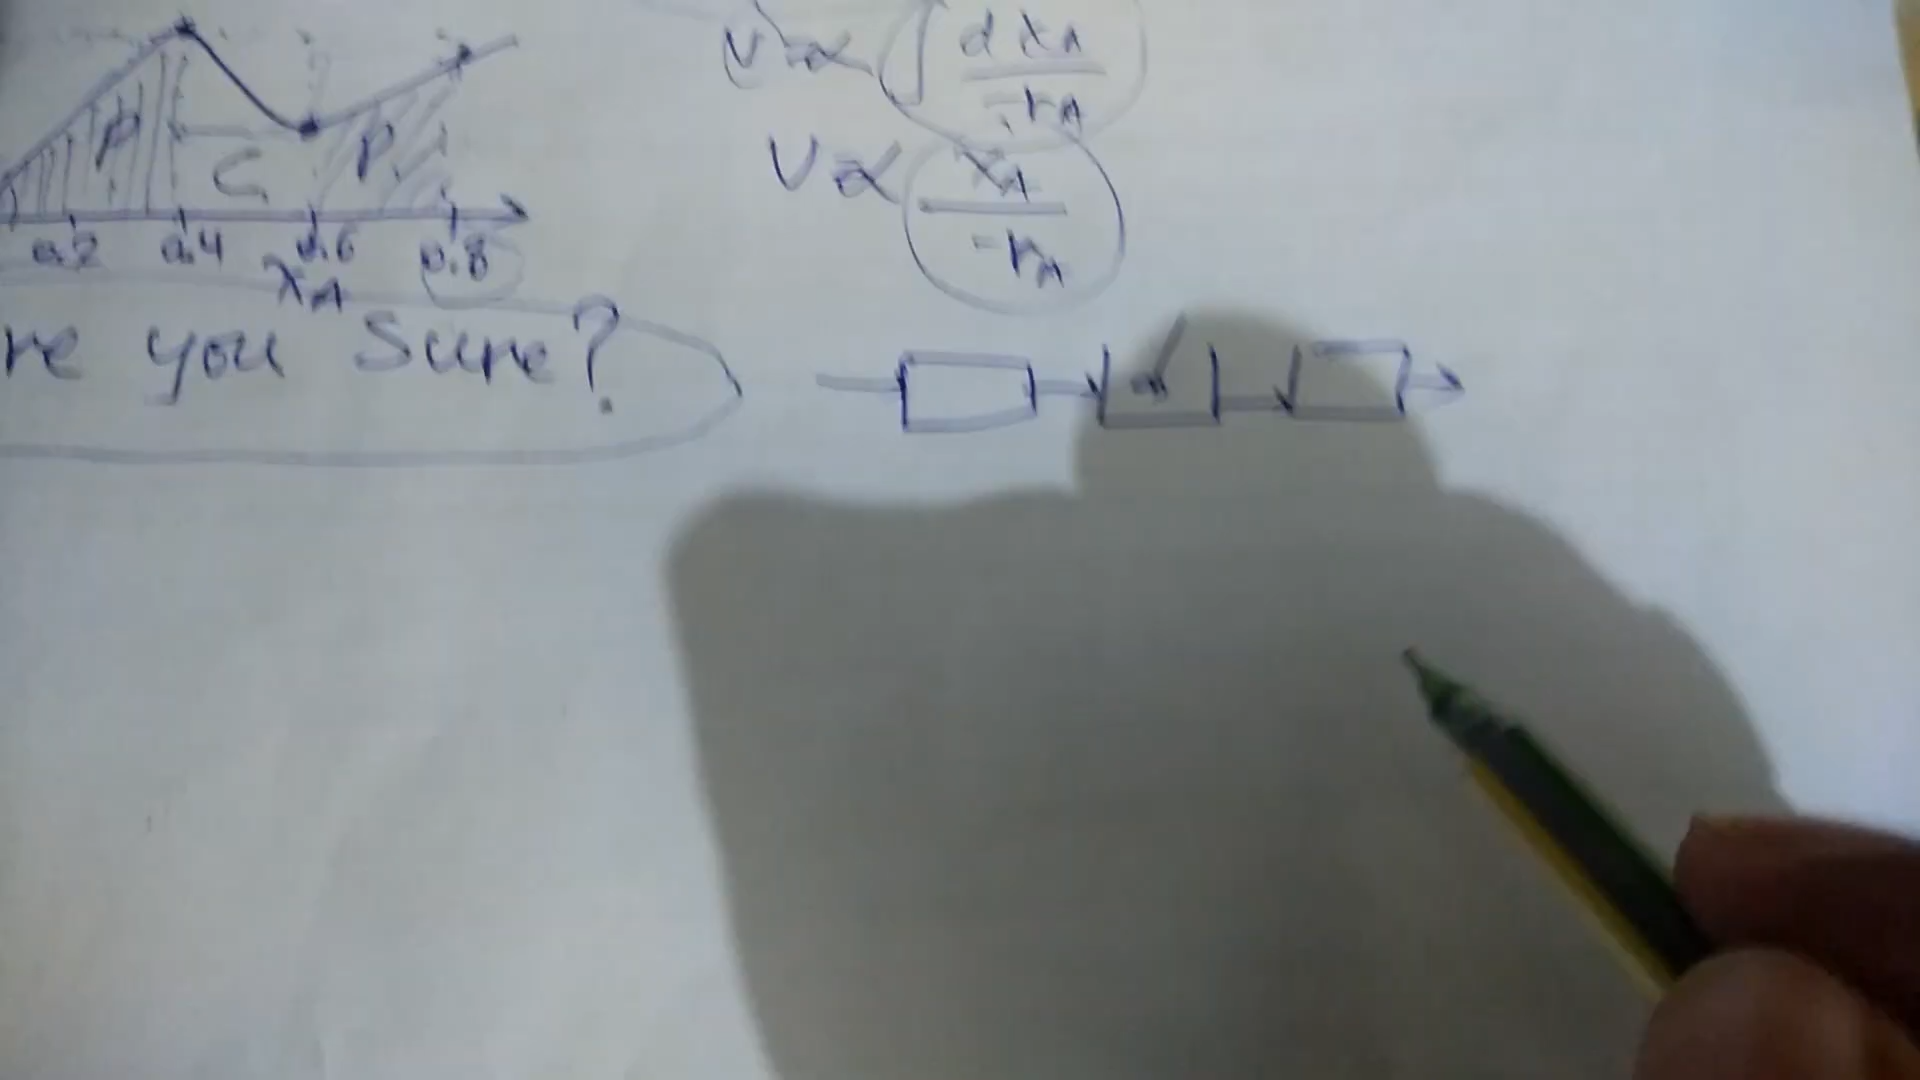 V ∝ ∫ dxA / -rA
V ∝ xA / -rA
P C P
0.2 0.4 0.6 0.8
xA
re you Sure?